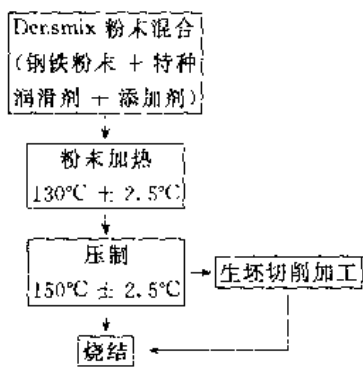 Densmix 粉末混合
(钢铁粉末 + 特种
润滑剂 + 添加剂)
粉末加热
130℃ ± 2.5℃
压制
150℃ ± 2.5℃
生坯切削加工
烧结